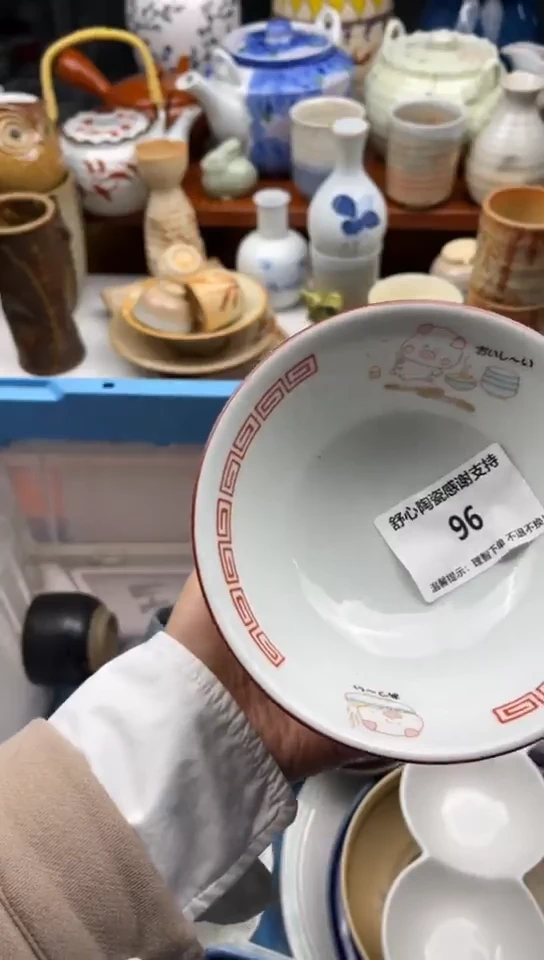 おいし〜い
舒心陶瓷感谢支持
96
温馨提示：理智下单 不退不换